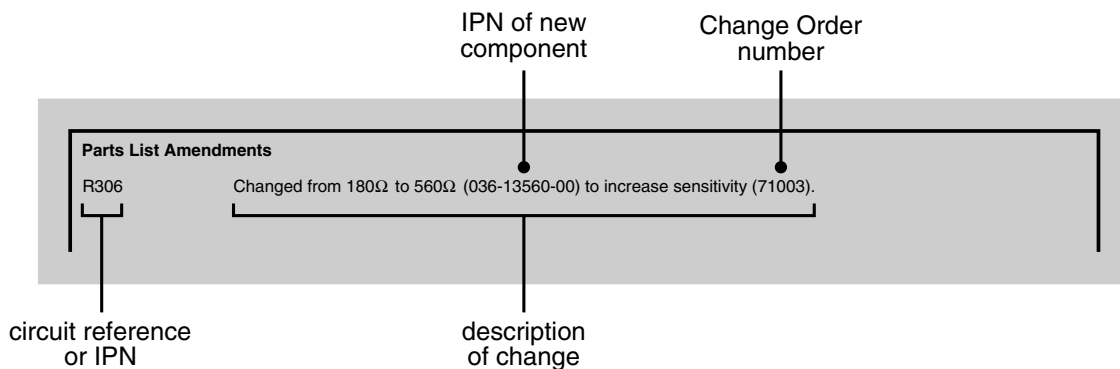 IPN of new
component
Change Order
number
Parts List Amendments
R306 Changed from 180Ω to 560Ω (036-13560-00) to increase sensitivity (71003).
circuit reference
or IPN
description
of change